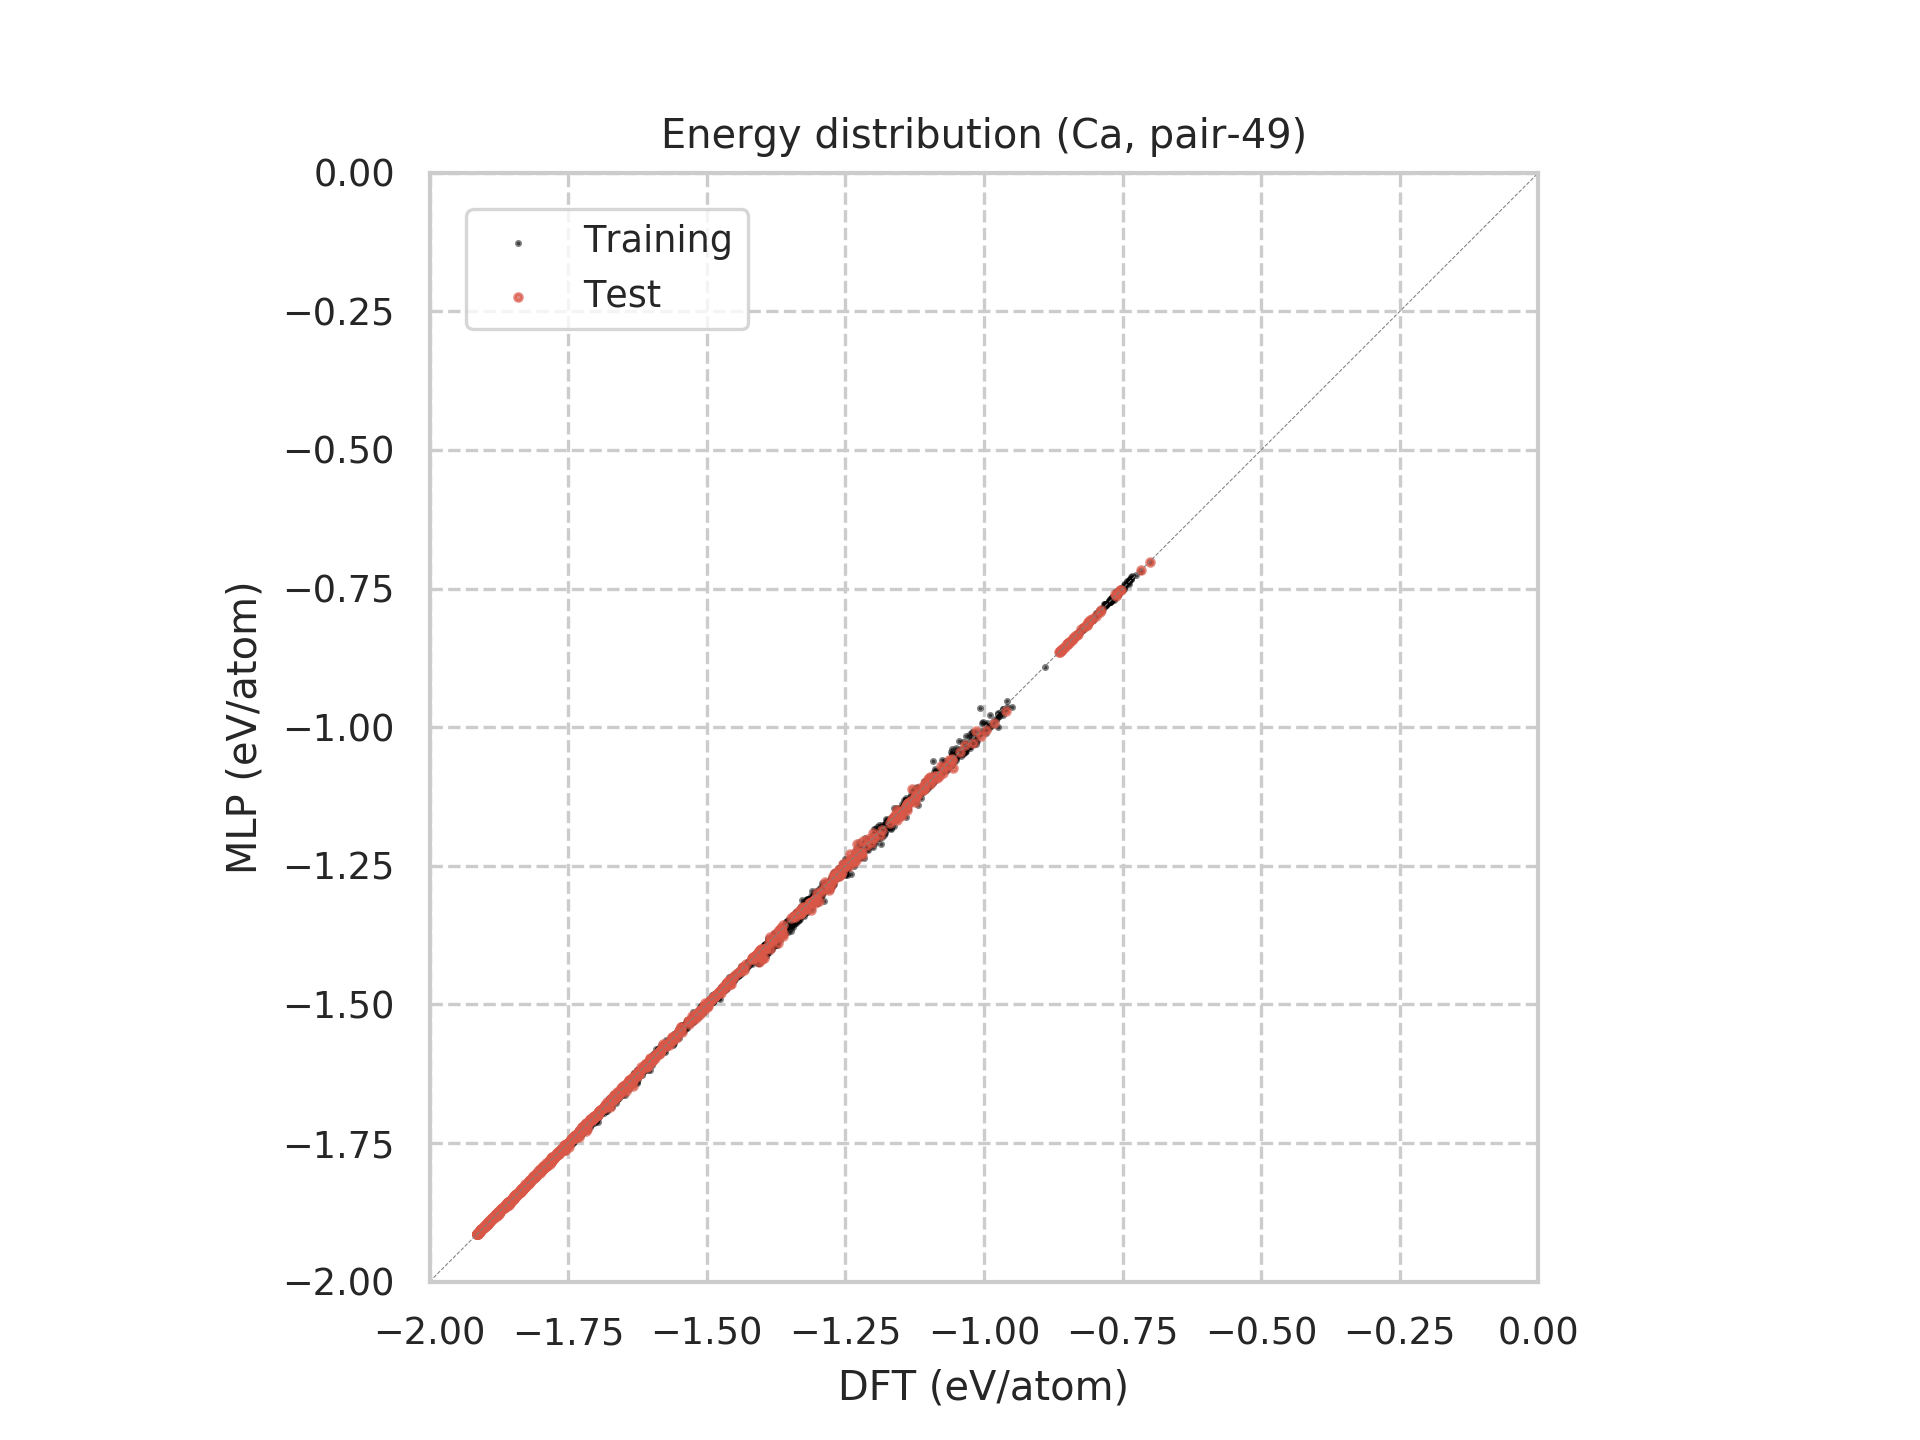 Energy distribution (Ca, pair-49)
Training
Test
0.00
−0.25
−0.50
−0.75
−1.00
−1.25
−1.50
−1.75
−2.00
MLP (eV/atom)
−2.00 −1.75 −1.50 −1.25 −1.00 −0.75 −0.50 −0.25 0.00
DFT (eV/atom)